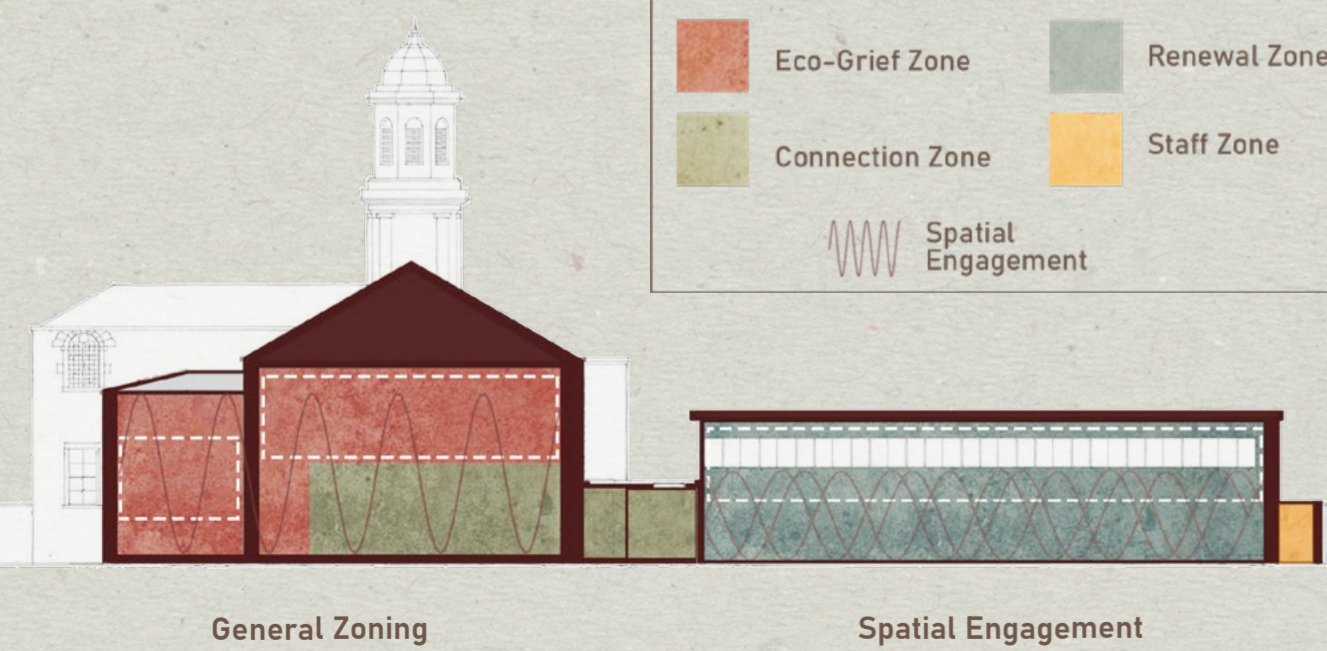 Eco-Grief Zone
Renewal Zone
Connection Zone
Staff Zone
Spatial
Engagement
General Zoning
Spatial Engagement